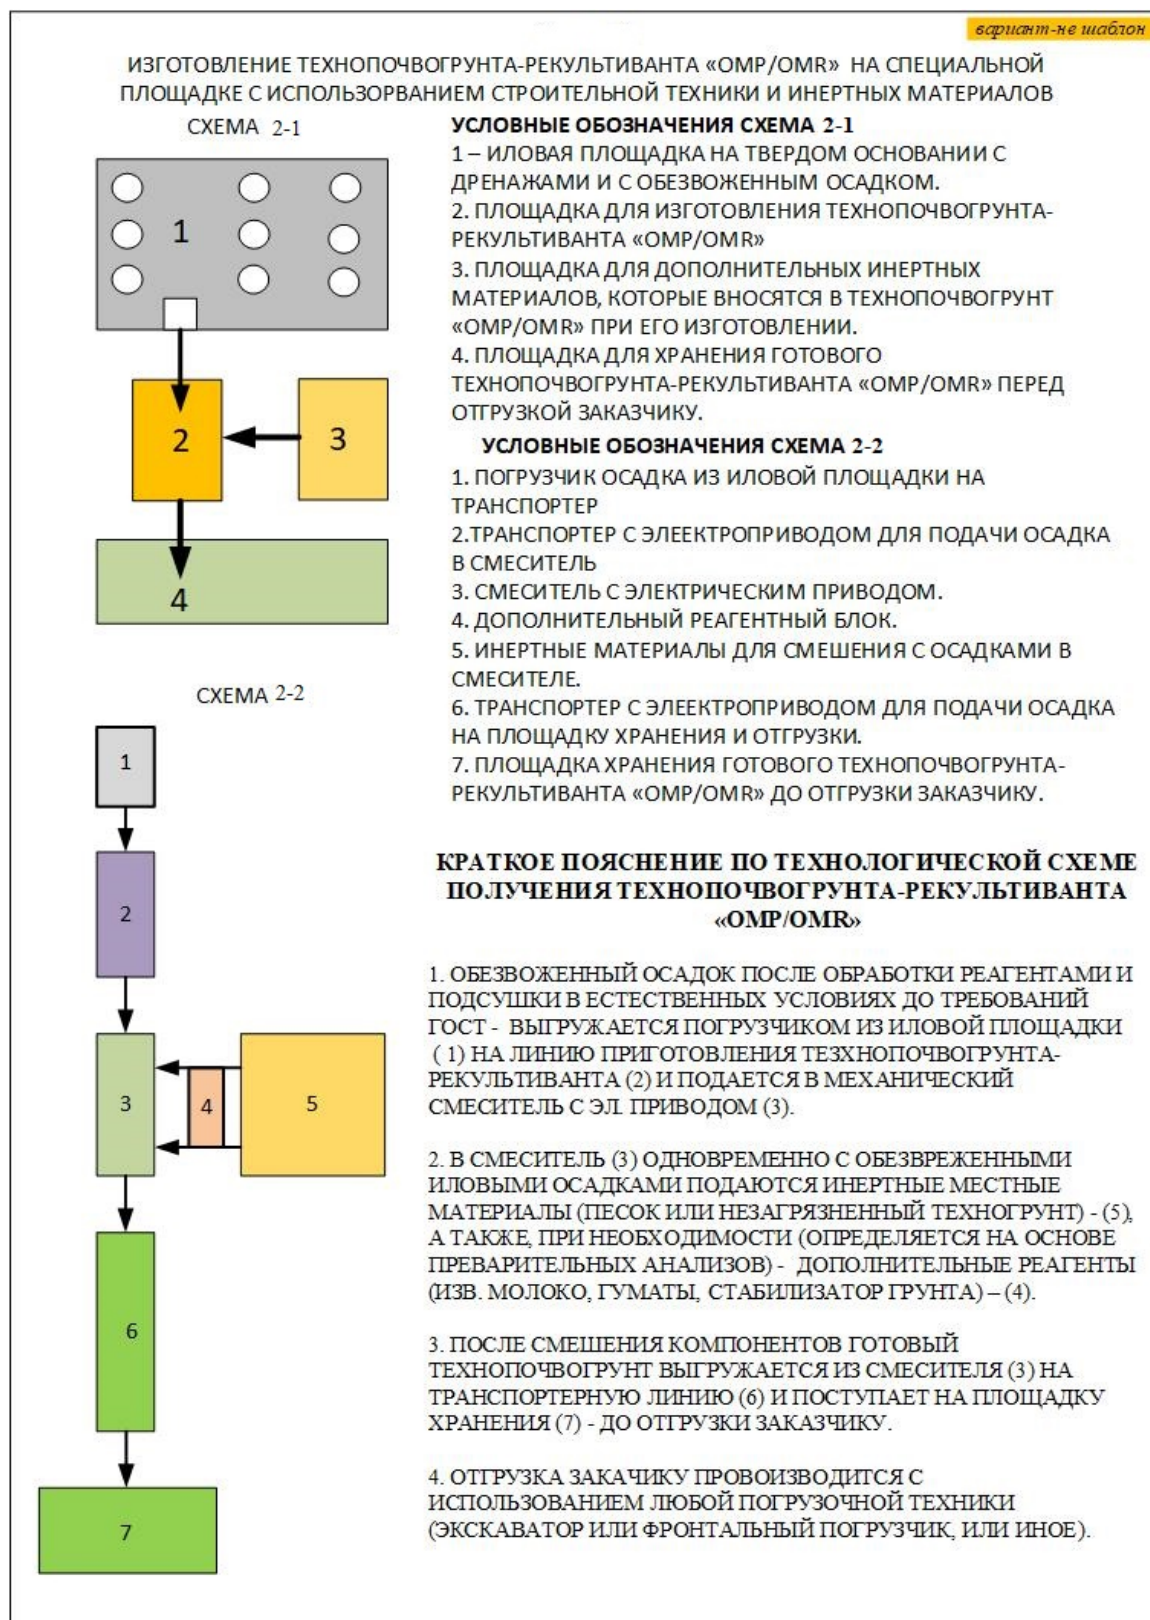 вариант-не шаблон
ИЗГОТОВЛЕНИЕ ТЕХНОПОЧВОГРУНТА-РЕКУЛЬТИВАНТА «OMP/OMR» НА СПЕЦИАЛЬНОЙ
ПЛОЩАДКЕ С ИСПОЛЬЗОРВАНИЕМ СТРОИТЕЛЬНОЙ ТЕХНИКИ И ИНЕРТНЫХ МАТЕРИАЛОВ
СХЕМА 2-1
1
2
3
4
УСЛОВНЫЕ ОБОЗНАЧЕНИЯ СХЕМА 2-1
1 – ИЛОВАЯ ПЛОЩАДКА НА ТВЕРДОМ ОСНОВАНИИ С
ДРЕНАЖАМИ И С ОБЕЗВОЖЕННЫМ ОСАДКОМ.
2. ПЛОЩАДКА ДЛЯ ИЗГОТОВЛЕНИЯ ТЕХНОПОЧВОГРУНТА-
РЕКУЛЬТИВАНТА «OMP/OMR»
3. ПЛОЩАДКА ДЛЯ ДОПОЛНИТЕЛЬНЫХ ИНЕРТНЫХ
МАТЕРИАЛОВ, КОТОРЫЕ ВНОСЯТСЯ В ТЕХНОПОЧВОГРУНТ
«OMP/OMR» ПРИ ЕГО ИЗГОТОВЛЕНИИ.
4. ПЛОЩАДКА ДЛЯ ХРАНЕНИЯ ГОТОВОГО
ТЕХНОПОЧВОГРУНТА-РЕКУЛЬТИВАНТА «OMP/OMR» ПЕРЕД
ОТГРУЗКОЙ ЗАКАЗЧИКУ.
УСЛОВНЫЕ ОБОЗНАЧЕНИЯ СХЕМА 2-2
1. ПОГРУЗЧИК ОСАДКА ИЗ ИЛОВОЙ ПЛОЩАДКИ НА
ТРАНСПОРТЕР
2.ТРАНСПОРТЕР С ЭЛЕЕКТРОПРИВОДОМ ДЛЯ ПОДАЧИ ОСАДКА
В СМЕСИТЕЛЬ
3. СМЕСИТЕЛЬ С ЭЛЕКТРИЧЕСКИМ ПРИВОДОМ.
4. ДОПОЛНИТЕЛЬНЫЙ РЕАГЕНТНЫЙ БЛОК.
5. ИНЕРТНЫЕ МАТЕРИАЛЫ ДЛЯ СМЕШЕНИЯ С ОСАДКАМИ В
СМЕСИТЕЛЕ.
6. ТРАНСПОРТЕР С ЭЛЕЕКТРОПРИВОДОМ ДЛЯ ПОДАЧИ ОСАДКА
НА ПЛОЩАДКУ ХРАНЕНИЯ И ОТГРУЗКИ.
7. ПЛОЩАДКА ХРАНЕНИЯ ГОТОВОГО ТЕХНОПОЧВОГРУНТА-
РЕКУЛЬТИВАНТА «OMP/OMR» ДО ОТГРУЗКИ ЗАКАЗЧИКУ.
СХЕМА 2-2
1
2
3
4
5
6
7
КРАТКОЕ ПОЯСНЕНИЕ ПО ТЕХНОЛОГИЧЕСКОЙ СХЕМЕ
ПОЛУЧЕНИЯ ТЕХНОПОЧВОГРУНТА-РЕКУЛЬТИВАНТА
«OMP/OMR»
1. ОБЕЗВОЖЕННЫЙ ОСАДОК ПОСЛЕ ОБРАБОТКИ РЕАГЕНТАМИ И
ПОДСУШКИ В ЕСТЕСТВЕННЫХ УСЛОВИЯХ ДО ТРЕБОВАНИЙ
ГОСТ - ВЫГРУЖАЕТСЯ ПОГРУЗЧИКОМ ИЗ ИЛОВОЙ ПЛОЩАДКИ
( 1) НА ЛИНИЮ ПРИГОТОВЛЕНИЯ ТЕЗХНОПОЧВОГРУНТА-
РЕКУЛЬТИВАНТА (2) И ПОДАЕТСЯ В МЕХАНИЧЕСКИЙ
СМЕСИТЕЛЬ С ЭЛ. ПРИВОДОМ (3).
2. В СМЕСИТЕЛЬ (3) ОДНОВРЕМЕННО С ОБЕЗВРЕЖЕННЫМИ
ИЛОВЫМИ ОСАДКАМИ ПОДАЮТСЯ ИНЕРТНЫЕ МЕСТНЫЕ
МАТЕРИАЛЫ (ПЕСОК ИЛИ НЕЗАГРЯЗНЕННЫЙ ТЕХНОГРУНТ) - (5),
А ТАКЖЕ, ПРИ НЕОБХОДИМОСТИ (ОПРЕДЕЛЯЕТСЯ НА ОСНОВЕ
ПРЕВАРИТЕЛЬНЫХ АНАЛИЗОВ) - ДОПОЛНИТЕЛЬНЫЕ РЕАГЕНТЫ
(ИЗВ. МОЛОКО, ГУМАТЫ, СТАБИЛИЗАТОР ГРУНТА) – (4).
3. ПОСЛЕ СМЕШЕНИЯ КОМПОНЕНТОВ ГОТОВЫЙ
ТЕХНОПОЧВОГРУНТ ВЫГРУЖАЕТСЯ ИЗ СМЕСИТЕЛЯ (3) НА
ТРАНСПОРТЕРНУЮ ЛИНИЮ (6) И ПОСТУПАЕТ НА ПЛОЩАДКУ
ХРАНЕНИЯ (7) - ДО ОТГРУЗКИ ЗАКАЗЧИКУ.
4. ОТГРУЗКА ЗАКАЧИКУ ПРОВОИЗВОДИТСЯ С
ИСПОЛЬЗОВАНИЕМ ЛЮБОЙ ПОГРУЗОЧНОЙ ТЕХНИКИ
(ЭКСКАВАТОР ИЛИ ФРОНТАЛЬНЫЙ ПОГРУЗЧИК, ИЛИ ИНОЕ).